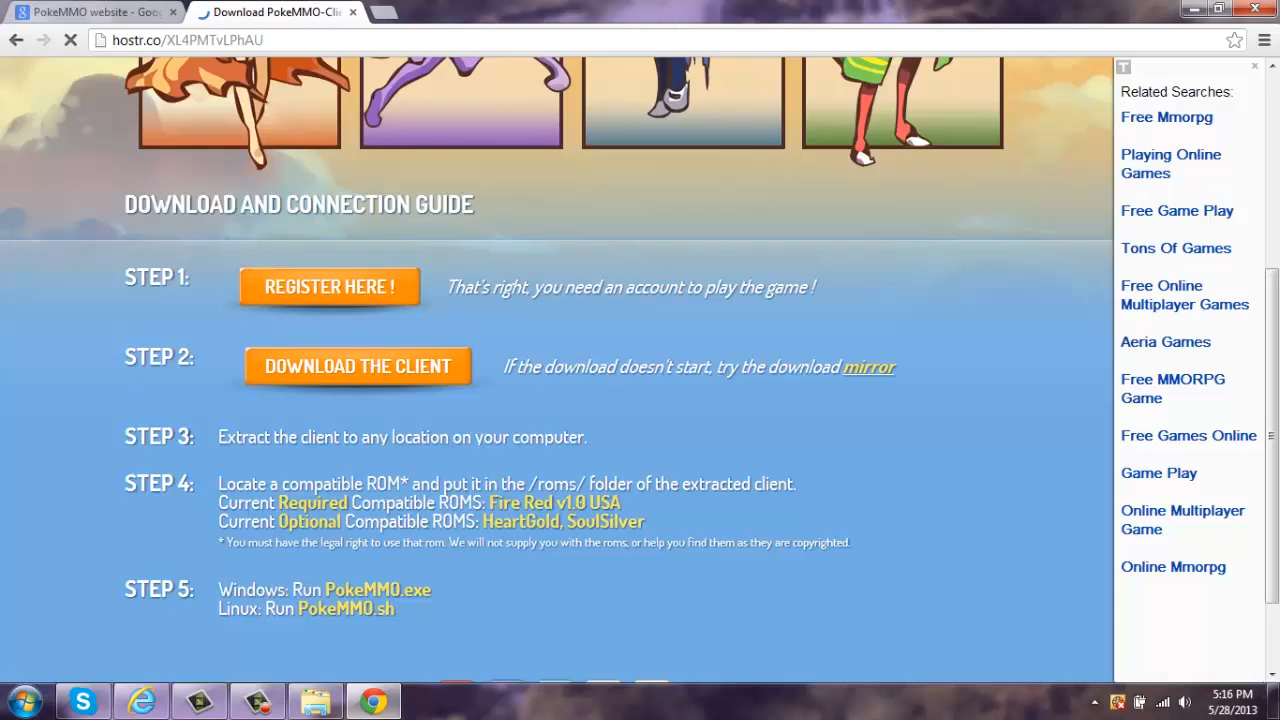 PokeMMO website - Goo
Download PokeMMO-Clie
hostr.co/XL4PMTvLPhAU
T
Related Searches:
Free Mmorpg
Playing Online
Games
Free Game Play
Tons Of Games
Free Online
Multiplayer Games
Aeria Games
Free MMORPG
Game
Free Games Online
Game Play
Online Multiplayer
Game
Online Mmorpg
DOWNLOAD AND CONNECTION GUIDE
STEP 1: REGISTER HERE ! That's right, you need an account to play the game !
STEP 2: DOWNLOAD THE CLIENT If the download doesn't start, try the download mirror
STEP 3: Extract the client to any location on your computer.
STEP 4: Locate a compatible ROM* and put it in the /roms/ folder of the extracted client.
Current Required Compatible ROMS: Fire Red v1.0 USA
Current Optional Compatible ROMS: HeartGold, SoulSilver
* You must have the legal right to use that rom. We will not supply you with the roms, or help you find them as they are copyrighted.
STEP 5: Windows: Run PokeMMO.exe
Linux: Run PokeMMO.sh
5:16 PM
5/28/2013